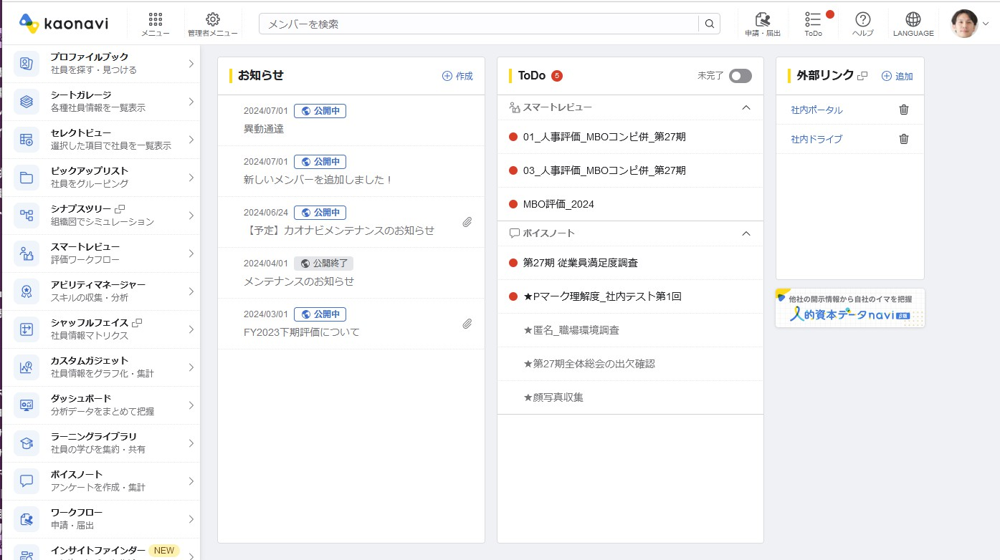 kaonavi
メニュー
管理者メニュー
メンバーを検索
申請・届出
ToDo
ヘルプ
LANGUAGE
プロファイルブック
社員を探す・見つける
シートガレージ
各種社員情報を一覧表示
セレクトビュー
選択した項目で社員を一覧表示
ピックアップリスト
社員をグルーピング
シナプスツリー
組織図でシミュレーション
スマートレビュー
評価ワークフロー
アビリティマネージャー
スキルの収集・分析
シャッフルフェイス
社員情報マトリクス
カスタムガジェット
社員情報をグラフ化・集計
ダッシュボード
分析データをまとめて把握
ラーニングライブラリ
社員の学びを集約・共有
ボイスノート
アンケートを作成・集計
ワークフロー
申請・届出
インサイトファインダー NEW
お知らせ
作成
2024/07/01 公開中
異動通達
2024/07/01 公開中
新しいメンバーを追加しました！
2024/06/24 公開中
【予定】カオナビメンテナンスのお知らせ
2024/04/01 公開終了
メンテナンスのお知らせ
2024/03/01 公開中
FY2023下期評価について
ToDo 5
未完了
スマートレビュー
01_人事評価_MBOコンピ併_第27期
03_人事評価_MBOコンピ併_第27期
MBO評価_2024
ボイスノート
第27期 従業員満足度調査
★Pマーク理解度_社内テスト第1回
★匿名_職場環境調査
★第27期全体総会の出欠確認
★顔写真収集
外部リンク
追加
社内ポータル
社内ドライブ
他社の開示情報から自社のイマを把握
人的資本データnavi β版